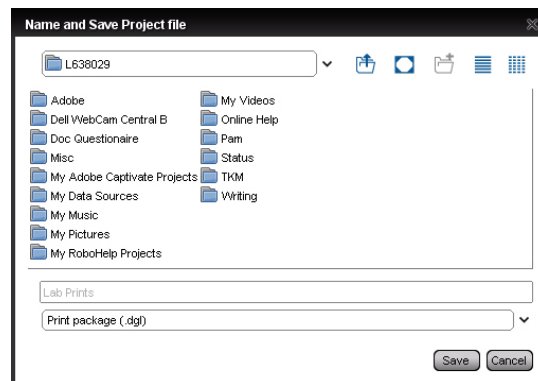 Name and Save Project file
L638029
Adobe
Dell WebCam Central B
Doc Questionaire
Misc
My Adobe Captivate Projects
My Data Sources
My Music
My Pictures
My RoboHelp Projects
My Videos
Online Help
Pam
Status
TKM
Writing
Lab Prints
Print package (.dgl)
Save Cancel